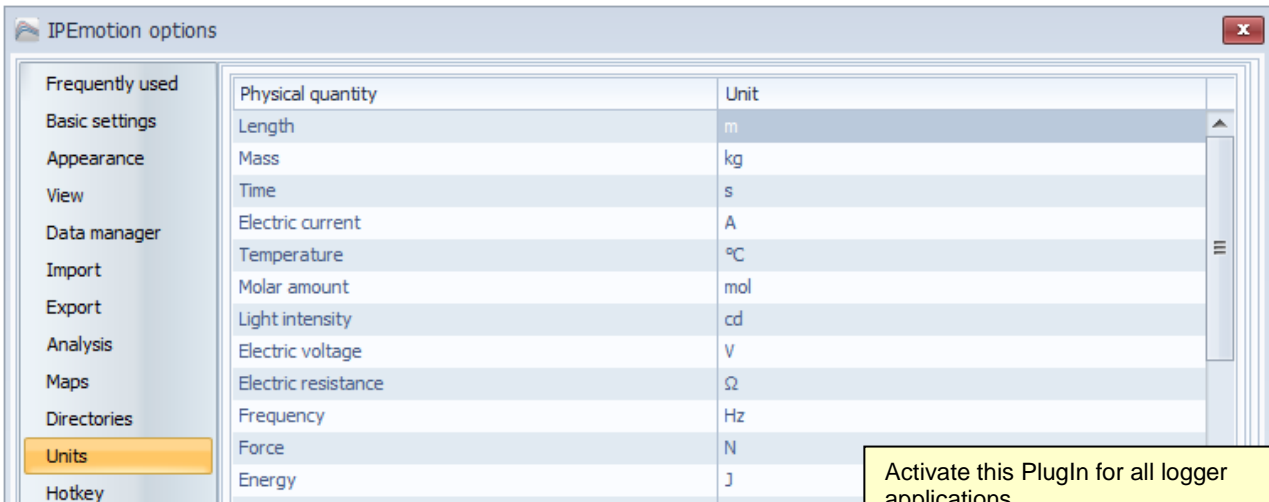 IPEmotion options
x
Frequently used
Basic settings
Appearance
View
Data manager
Import
Export
Analysis
Maps
Directories
Units
Hotkey
Physical quantity Unit
Length m
Mass kg
Time s
Electric current A
Temperature °C
Molar amount mol
Light intensity cd
Electric voltage V
Electric resistance Ω
Frequency Hz
Force N
Energy J
Activate this PlugIn for all logger
applications